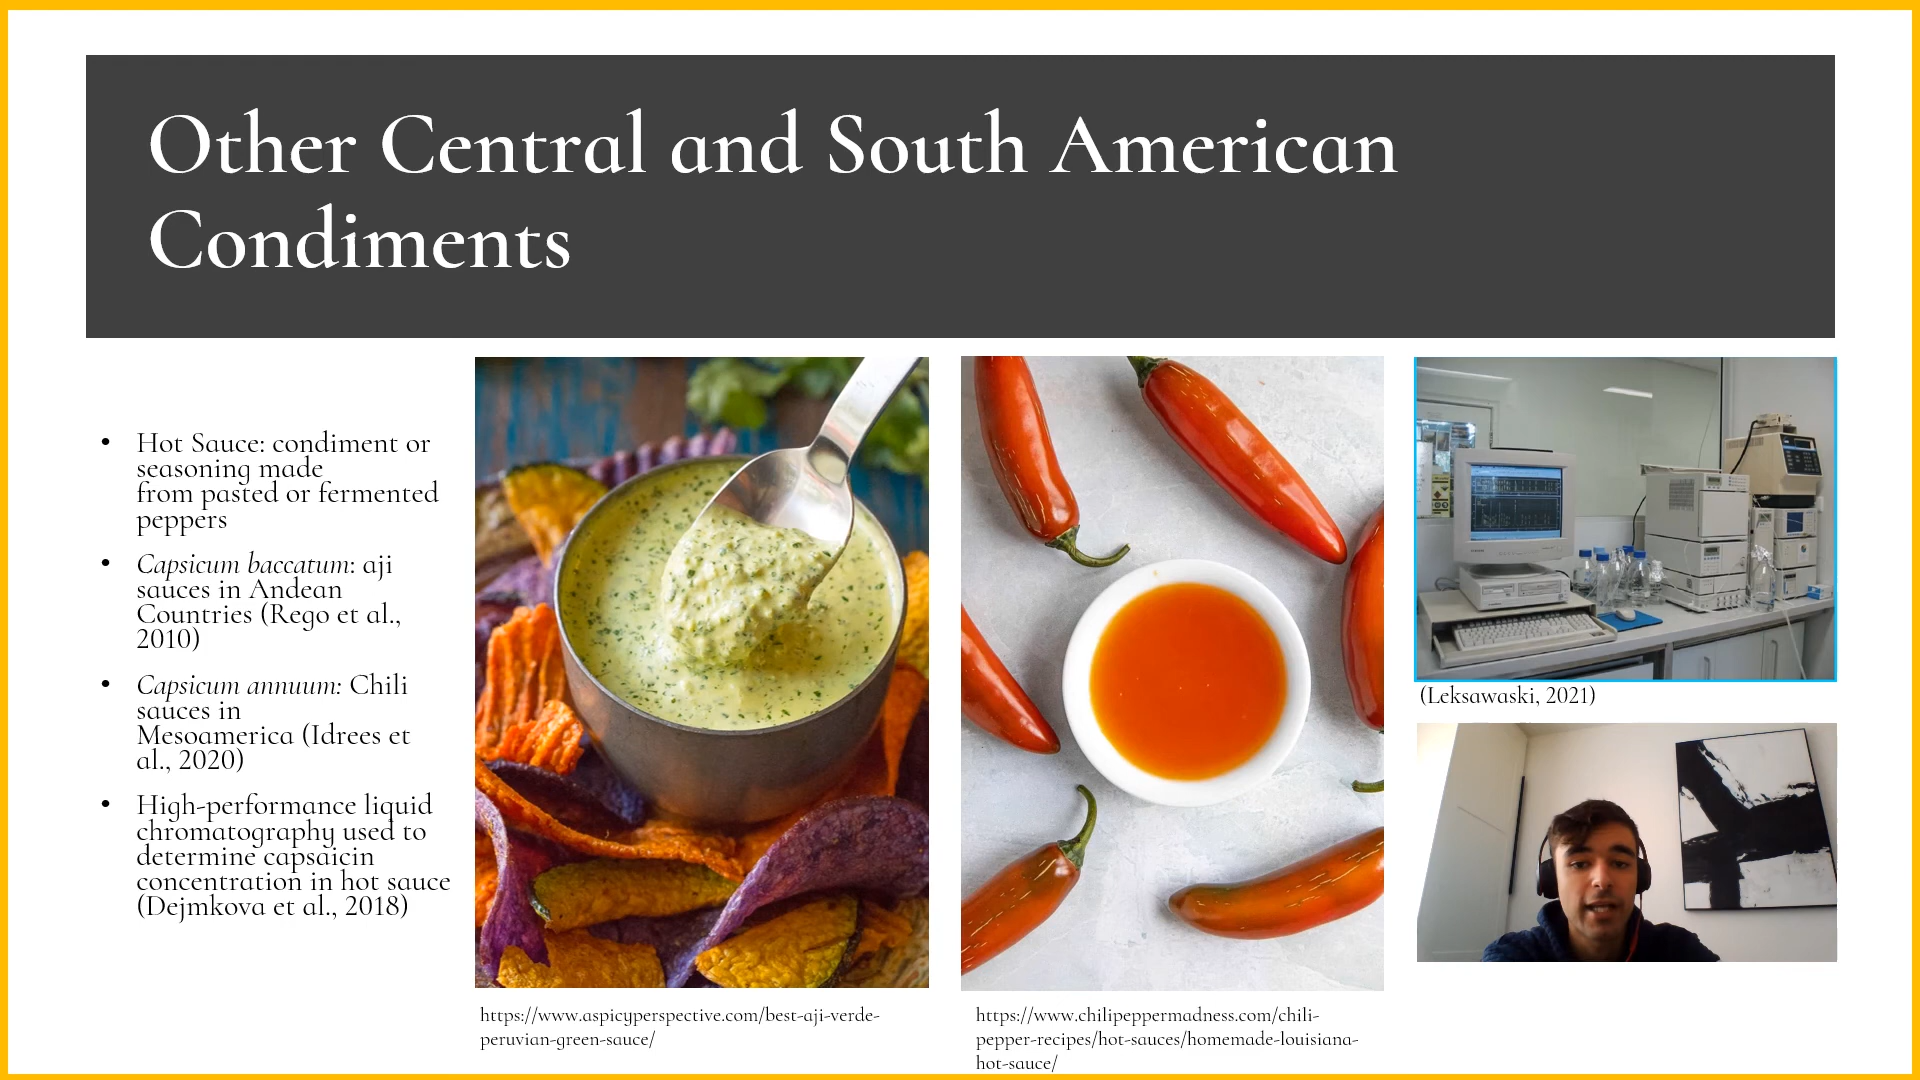 Other Central and South American
Condiments
• Hot Sauce: condiment or
seasoning made
from pasted or fermented
peppers
• Capsicum baccatum: aji
sauces in Andean
Countries (Rego et al.,
2010)
• Capsicum annuum: Chili
sauces in
Mesoamerica (Idrees et
al., 2020)
• High-performance liquid
chromatography used to
determine capsaicin
concentration in hot sauce
(Dejmkova et al., 2018)
https://www.aspicyperspective.com/best-aji-verde-
peruvian-green-sauce/
https://www.chilipeppermadness.com/chili-
pepper-recipes/hot-sauces/homemade-louisiana-
hot-sauce/
(Leksawaski, 2021)